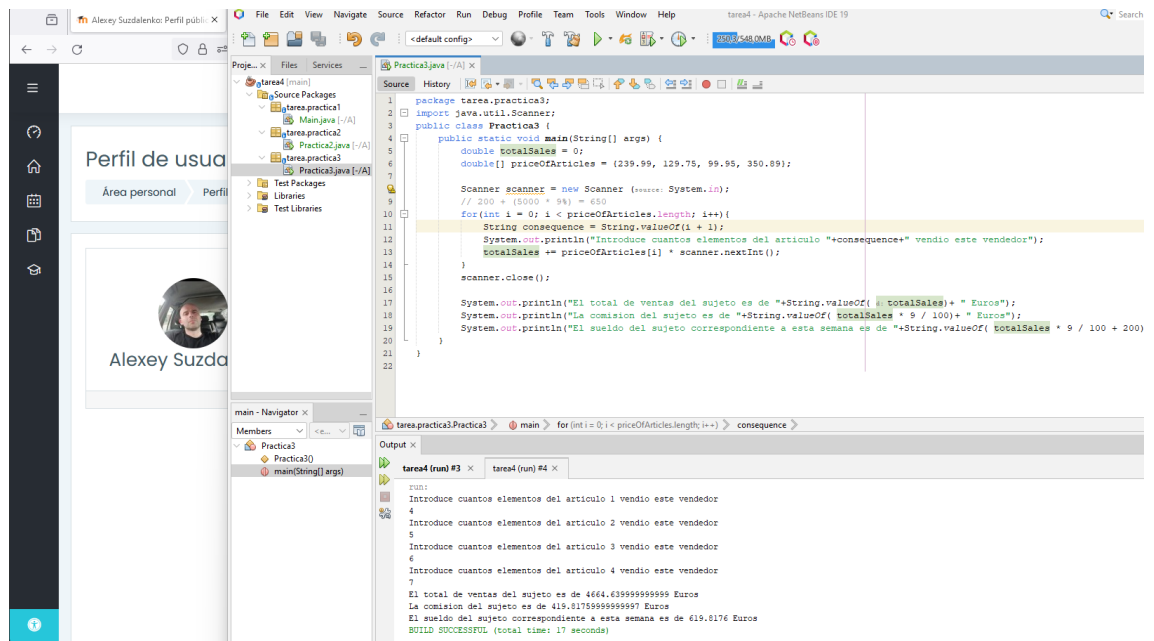 Alexey Suzdalenko: Perfil públic
File Edit View Navigate Source Refactor Run Debug Profile Team Tools Window Help
tarea4 - Apache NetBeans IDE 19
Search
<default config>
Proje...
Files
Services
Practica3.java [-/A]
Source
History
tarea4 [main]
Source Packages
tarea.practica1
Main.java [-/A]
tarea.practica2
Practica2.java [-/A]
tarea.practica3
Practica3.java [-/A]
Test Packages
Libraries
Test Libraries
Perfil de usua
Área personal
Perfil
Alexey Suzda
1 package tarea.practica3;
2 import java.util.Scanner;
3 public class Practica3 {
4 public static void main(String[] args) {
5 double totalSales = 0;
6 double[] priceOfArticles = {239.99, 129.75, 99.95, 350.89};
7
Scanner scanner = new Scanner (source: System.in);
9 // 200 + (5000 * 9%) = 650
10 for(int i = 0; i < priceOfArticles.length; i++){
11 String consequence = String.valueOf(i + 1);
12 System.out.println("Introduce cuantos elementos del articulo "+consequence+" vendio este vendedor");
13 totalSales += priceOfArticles[i] * scanner.nextInt();
14 }
15 scanner.close();
16
17 System.out.println("El total de ventas del sujeto es de "+String.valueOf( d: totalSales)+ " Euros");
18 System.out.println("La comision del sujeto es de "+String.valueOf( totalSales * 9 / 100)+ " Euros");
19 System.out.println("El sueldo del sujeto correspondiente a esta semana es de "+String.valueOf( totalSales * 9 / 100 + 200)
20 }
21 }
22
main - Navigator
Members
<e...
Practica3
Practica3()
main(String[] args)
tarea.practica3.Practica3
main
for (int i = 0; i < priceOfArticles.length; i++)
consequence
Output
tarea4 (run) #3
tarea4 (run) #4
run:
Introduce cuantos elementos del articulo 1 vendio este vendedor
4
Introduce cuantos elementos del articulo 2 vendio este vendedor
5
Introduce cuantos elementos del articulo 3 vendio este vendedor
6
Introduce cuantos elementos del articulo 4 vendio este vendedor
7
El total de ventas del sujeto es de 4664.639999999999 Euros
La comision del sujeto es de 419.81759999999997 Euros
El sueldo del sujeto correspondiente a esta semana es de 619.8176 Euros
BUILD SUCCESSFUL (total time: 17 seconds)